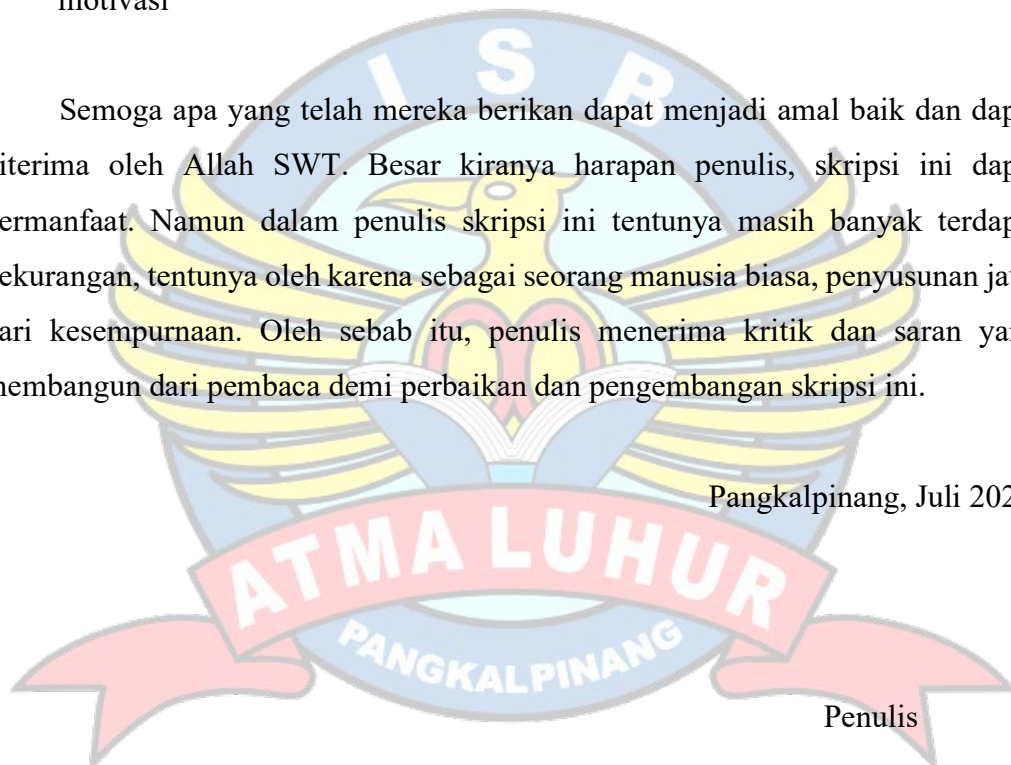 motivasi
I S B
Semoga apa yang telah mereka berikan dapat menjadi amal baik dan dap
iterima oleh Allah SWT. Besar kiranya harapan penulis, skripsi ini dap
ermanfaat. Namun dalam penulis skripsi ini tentunya masih banyak terdap
ekurangan, tentunya oleh karena sebagai seorang manusia biasa, penyusunan jau
ari kesempurnaan. Oleh sebab itu, penulis menerima kritik dan saran yan
nembangun dari pembaca demi perbaikan dan pengembangan skripsi ini.
Pangkalpinang, Juli 202
ATMA LUHUR
PANGKALPINANG
Penulis